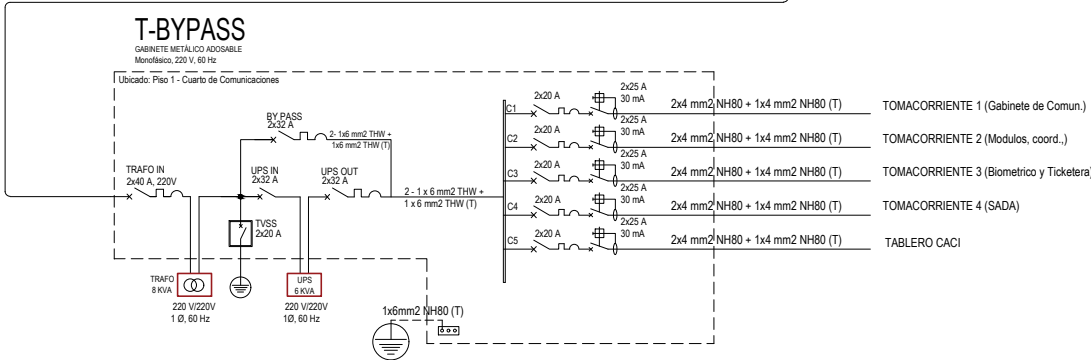 T-BYPASS
GABINETE METÁLICO ADOSABLE
Monofásico, 220 V, 60 Hz
Ubicado: Piso 1 - Cuarto de Comunicaciones
TRAFO IN
2x40 A, 220V
BY PASS
2x32 A
2- 1x6 mm2 THW +
1x6 mm2 THW (T)
UPS IN
2x32 A
UPS OUT
2x32 A
2 - 1 x 6 mm2 THW +
1 x 6 mm2 THW (T)
TVSS
2x20 A
TRAFO
8 KVA
220 V/220V
1 Ø, 60 Hz
UPS
6 KVA
220 V/220V
1Ø, 60 Hz
C1
2x20 A
2x25 A
30 mA
2x4 mm2 NH80 + 1x4 mm2 NH80 (T)
TOMACORRIENTE 1 (Gabinete de Comun.)
C2
2x20 A
2x25 A
30 mA
2x4 mm2 NH80 + 1x4 mm2 NH80 (T)
TOMACORRIENTE 2 (Modulos, coord.,)
C3
2x20 A
2x25 A
30 mA
2x4 mm2 NH80 + 1x4 mm2 NH80 (T)
TOMACORRIENTE 3 (Biometrico y Ticketera)
C4
2x20 A
2x25 A
30 mA
2x4 mm2 NH80 + 1x4 mm2 NH80 (T)
TOMACORRIENTE 4 (SADA)
C5
2x20 A
2x25 A
30 mA
2x4 mm2 NH80 + 1x4 mm2 NH80 (T)
TABLERO CACI
1x6mm2 NH80 (T)